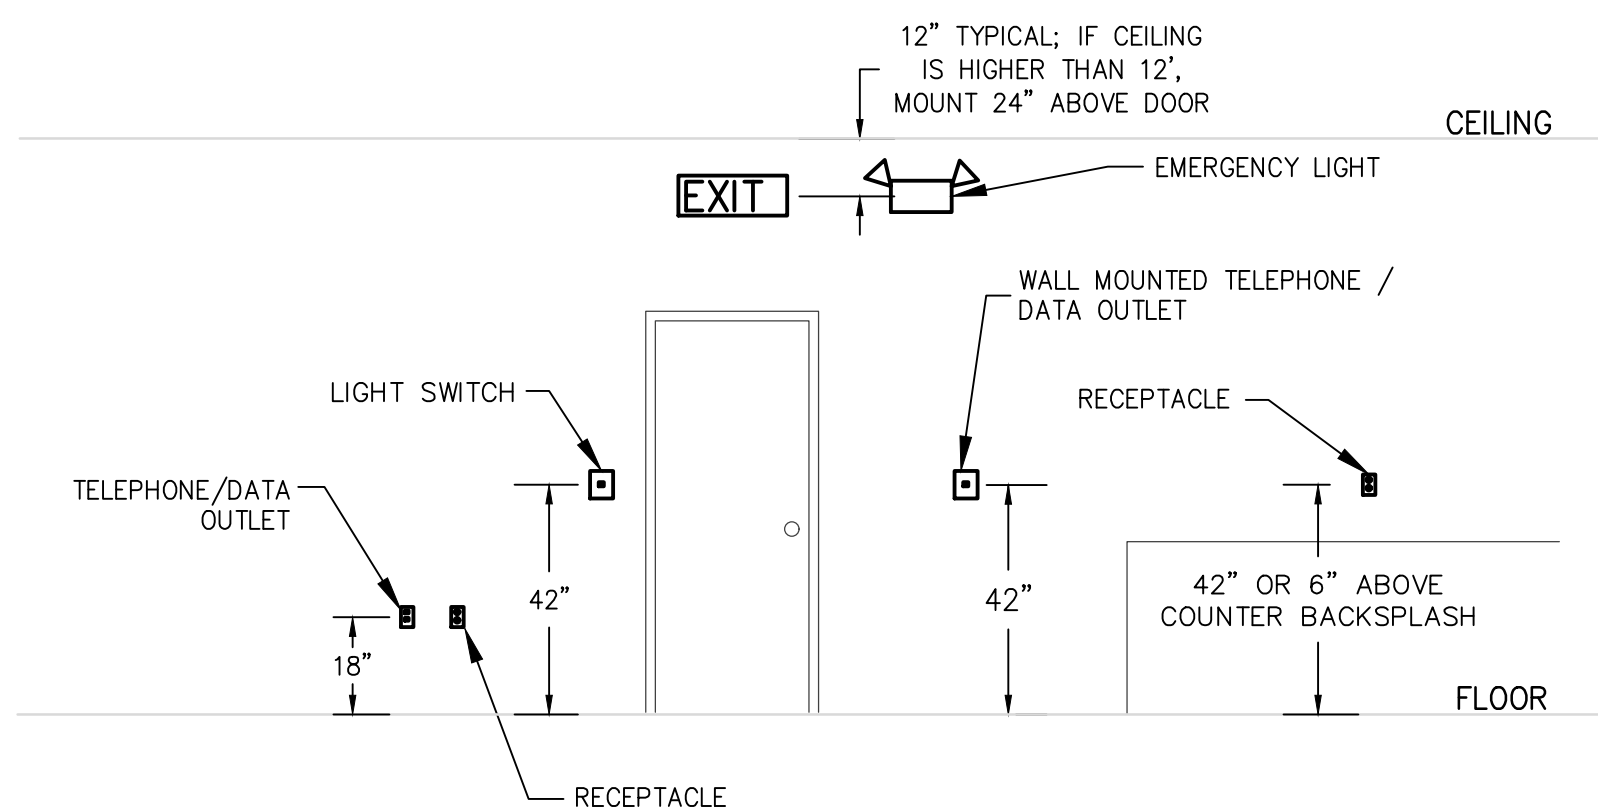 12” TYPICAL; IF CEILING
IS HIGHER THAN 12’,
MOUNT 24” ABOVE DOOR
CEILING
EMERGENCY LIGHT
EXIT
WALL MOUNTED TELEPHONE /
DATA OUTLET
LIGHT SWITCH
RECEPTACLE
TELEPHONE/DATA
OUTLET
42” OR 6” ABOVE
COUNTER BACKSPLASH
42”
42”
18”
FLOOR
RECEPTACLE